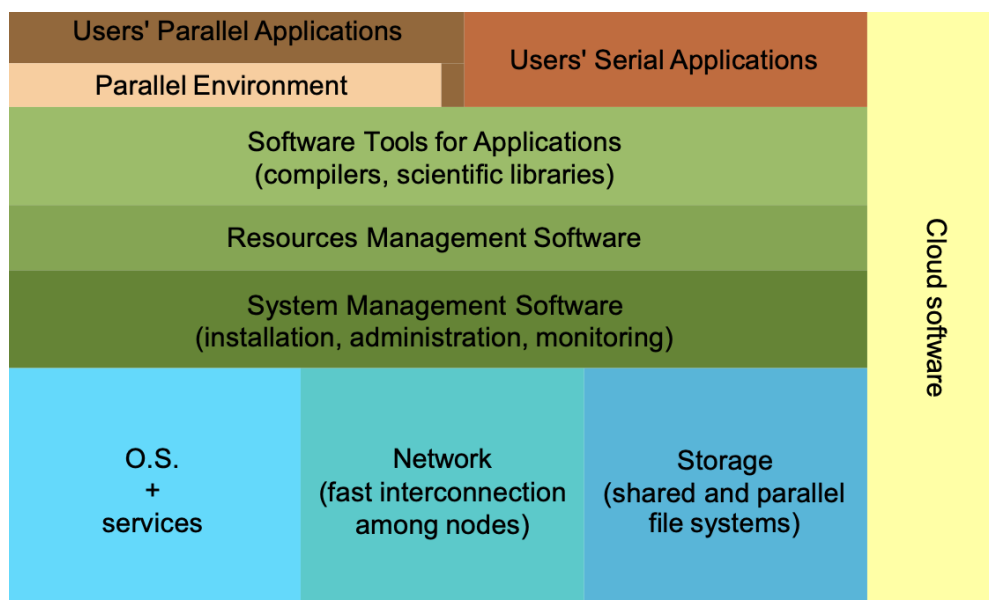 Users' Parallel Applications
Users' Serial Applications
Parallel Environment
Software Tools for Applications
(compilers, scientific libraries)
Resources Management Software
System Management Software
(installation, administration, monitoring)
O.S.
+
services
Network
(fast interconnection
among nodes)
Storage
(shared and parallel
file systems)
Cloud software